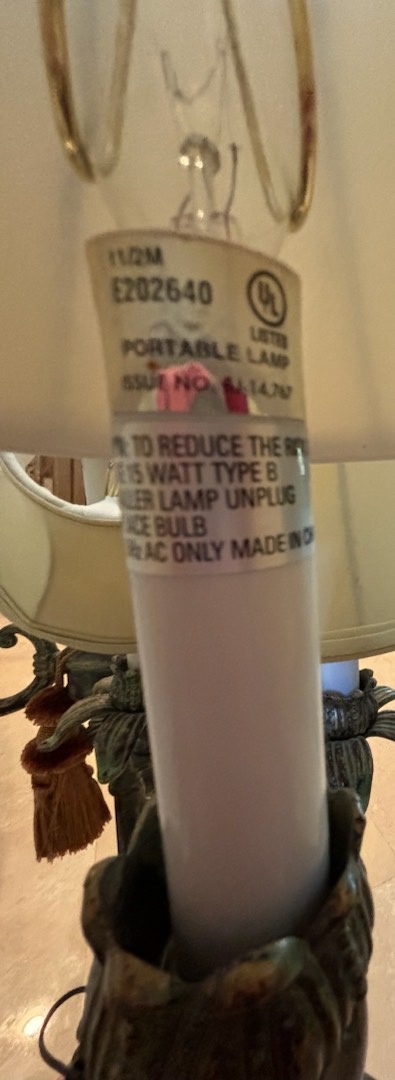 11/2M
E202640
UL
LISTED
PORTABLE LAMP
ISSUE NO.
TO REDUCE THE
15 WATT TYPE B
LAMP UNPLUG
BULB
AC ONLY MADE IN